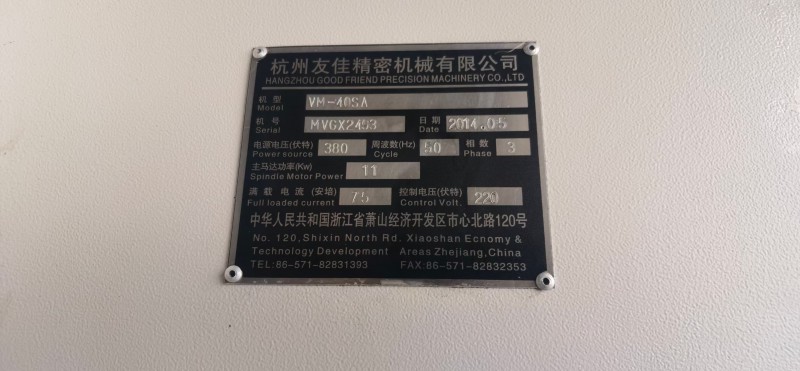 杭州友佳精密机械有限公司
HANGZHOU GOOD FRIEND PRECISION MACHINERY CO.,LTD
机型 Model VM-40SA
机号 Serial MVGX2493 日期 Date 2014.05
电源电压(伏特) Power source 380 周波数(Hz) Cycle 50 相数 Phase 3
主马达功率(Kw) Spindle Motor Power 11
满载电流(安培) Full loaded current 75 控制电压(伏特) Control Volt. 220
中华人民共和国浙江省萧山经济开发区市心北路120号
No. 120,Shixin North Rd. Xiaoshan Ecnomy &
Technology Development Areas Zhejiang,China
TEL:86-571-82831393 FAX:86-571-82832353